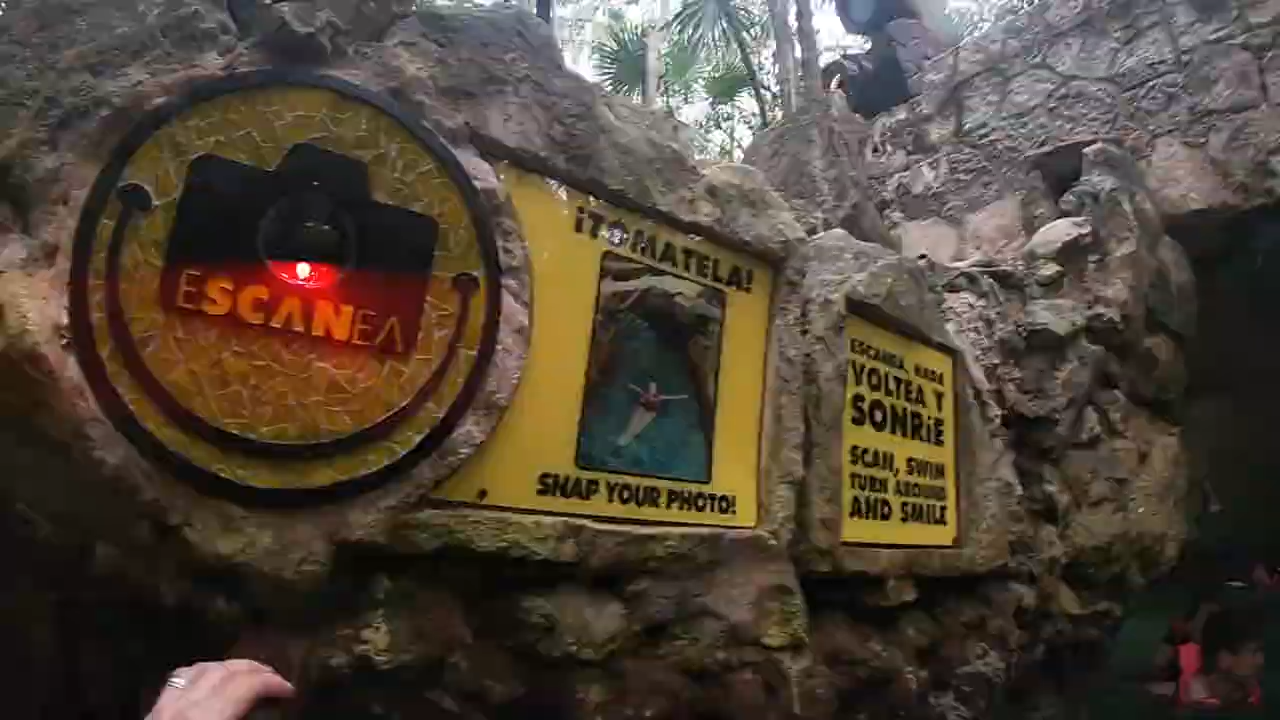 ESCANEA
¡TOMATELA!
SNAP YOUR PHOTO!
ESCANEA, NADA
VOLTEA Y
SONRiE
SCAN, SWIM
TURN AROUND
AND SMILE